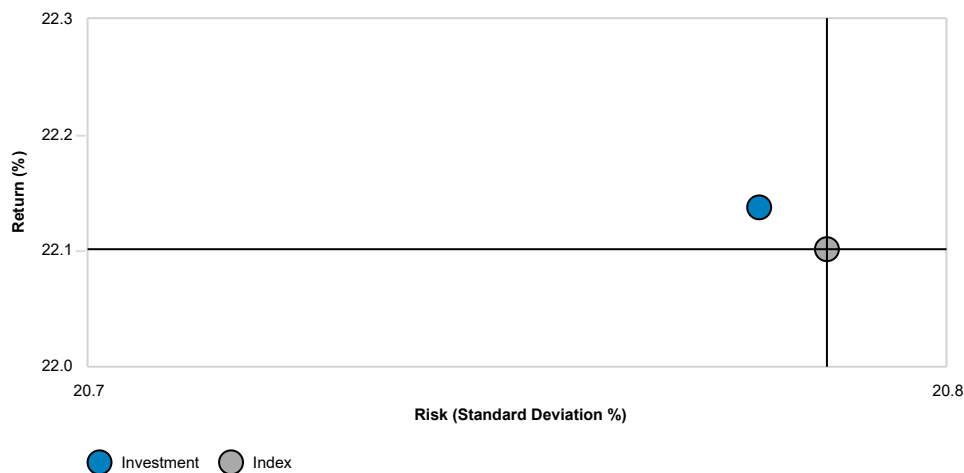 22.3
22.2
Return (%)
22.1
22.0
20.7 20.8
Risk (Standard Deviation %)
Investment Index